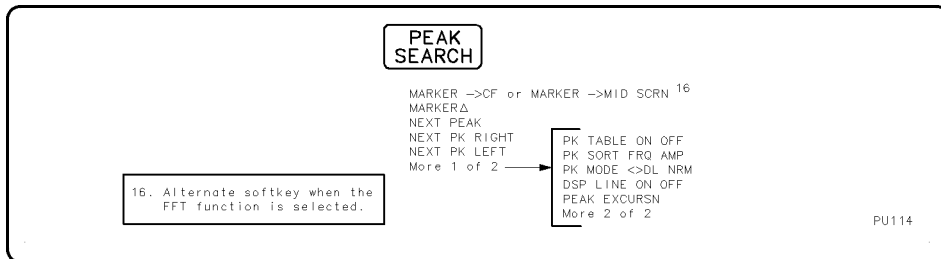 PEAK
SEARCH
MARKER –>CF or MARKER –>MID SCRN 16
MARKERΔ
NEXT PEAK
NEXT PK RIGHT
NEXT PK LEFT
More 1 of 2
PK TABLE ON OFF
PK SORT FRQ AMP
PK MODE <>DL NRM
DSP LINE ON OFF
PEAK EXCURSN
More 2 of 2
16. Alternate softkey when the
FFT function is selected.
PU114